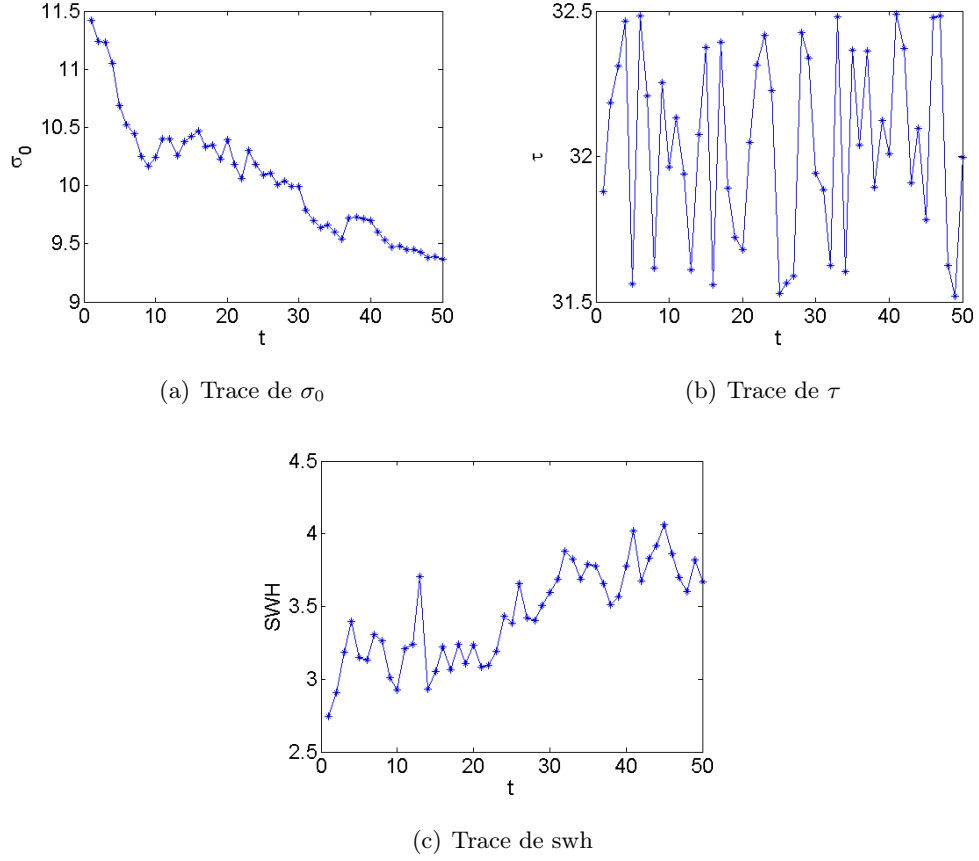 11.5
11
10.5
10
9.5
9
σ0
0 10 20 30 40 50
t
(a) Trace de σ0
32.5
32
31.5
τ
0 10 20 30 40 50
t
(b) Trace de τ
4.5
4
3.5
3
2.5
SWH
0 10 20 30 40 50
t
(c) Trace de swh